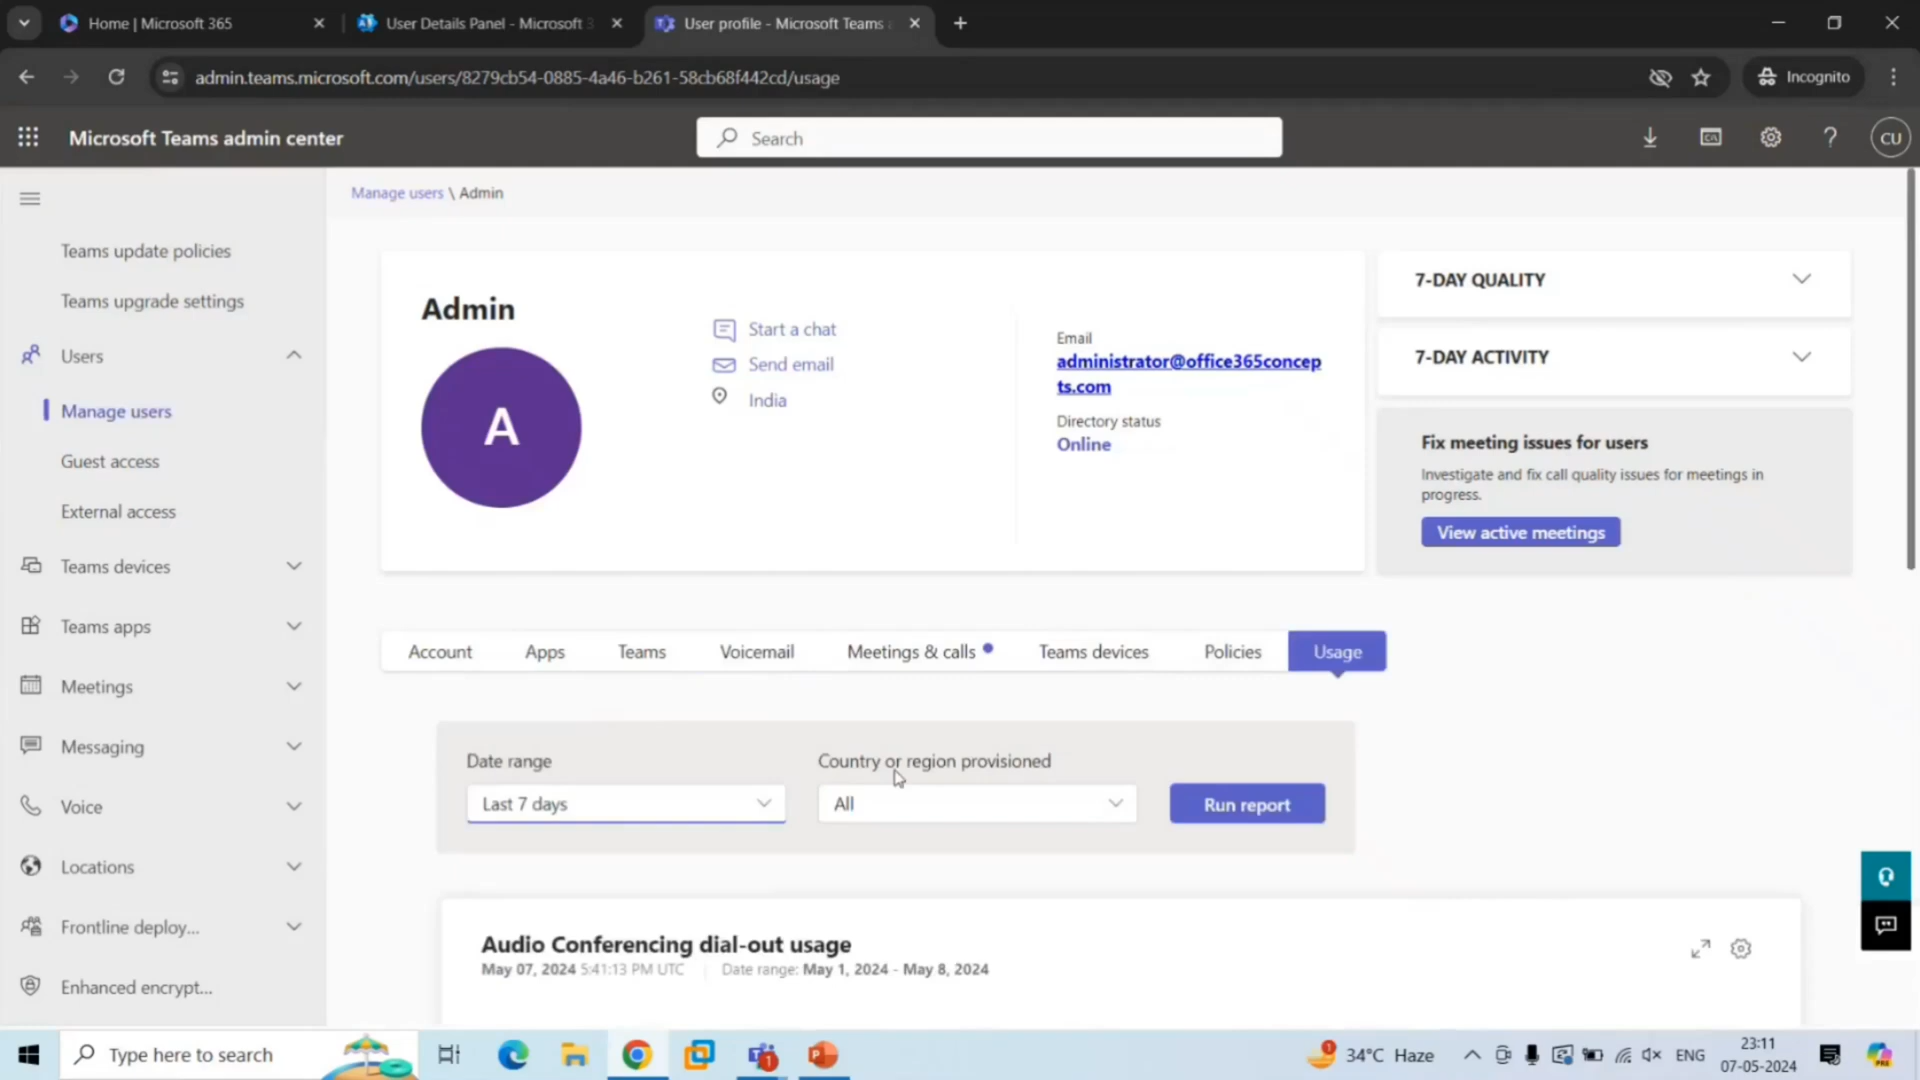 Home | Microsoft 365
User Details Panel - Microsoft 3
User profile - Microsoft Teams a
admin.teams.microsoft.com/users/8279cb54-0885-4a46-b261-58cb68f442cd/usage
Incognito
Microsoft Teams admin center
Search
CU
Teams update policies
Teams upgrade settings
Users
Manage users
Guest access
External access
Teams devices
Teams apps
Meetings
Messaging
Voice
Locations
Frontline deploy...
Enhanced encrypt...
Manage users \ Admin
Admin
A
Start a chat
Send email
India
Email
administrator@office365concep
ts.com
Directory status
Online
7-DAY QUALITY
7-DAY ACTIVITY
Fix meeting issues for users
Investigate and fix call quality issues for meetings in
progress.
View active meetings
Account Apps Teams Voicemail Meetings & calls Teams devices Policies Usage
Date range
Last 7 days
Country or region provisioned
All
Run report
Audio Conferencing dial-out usage
May 07, 2024 5:41:13 PM UTC | Date range: May 1, 2024 - May 8, 2024
Type here to search
1
1
34°C Haze
ENG
23:11
07-05-2024